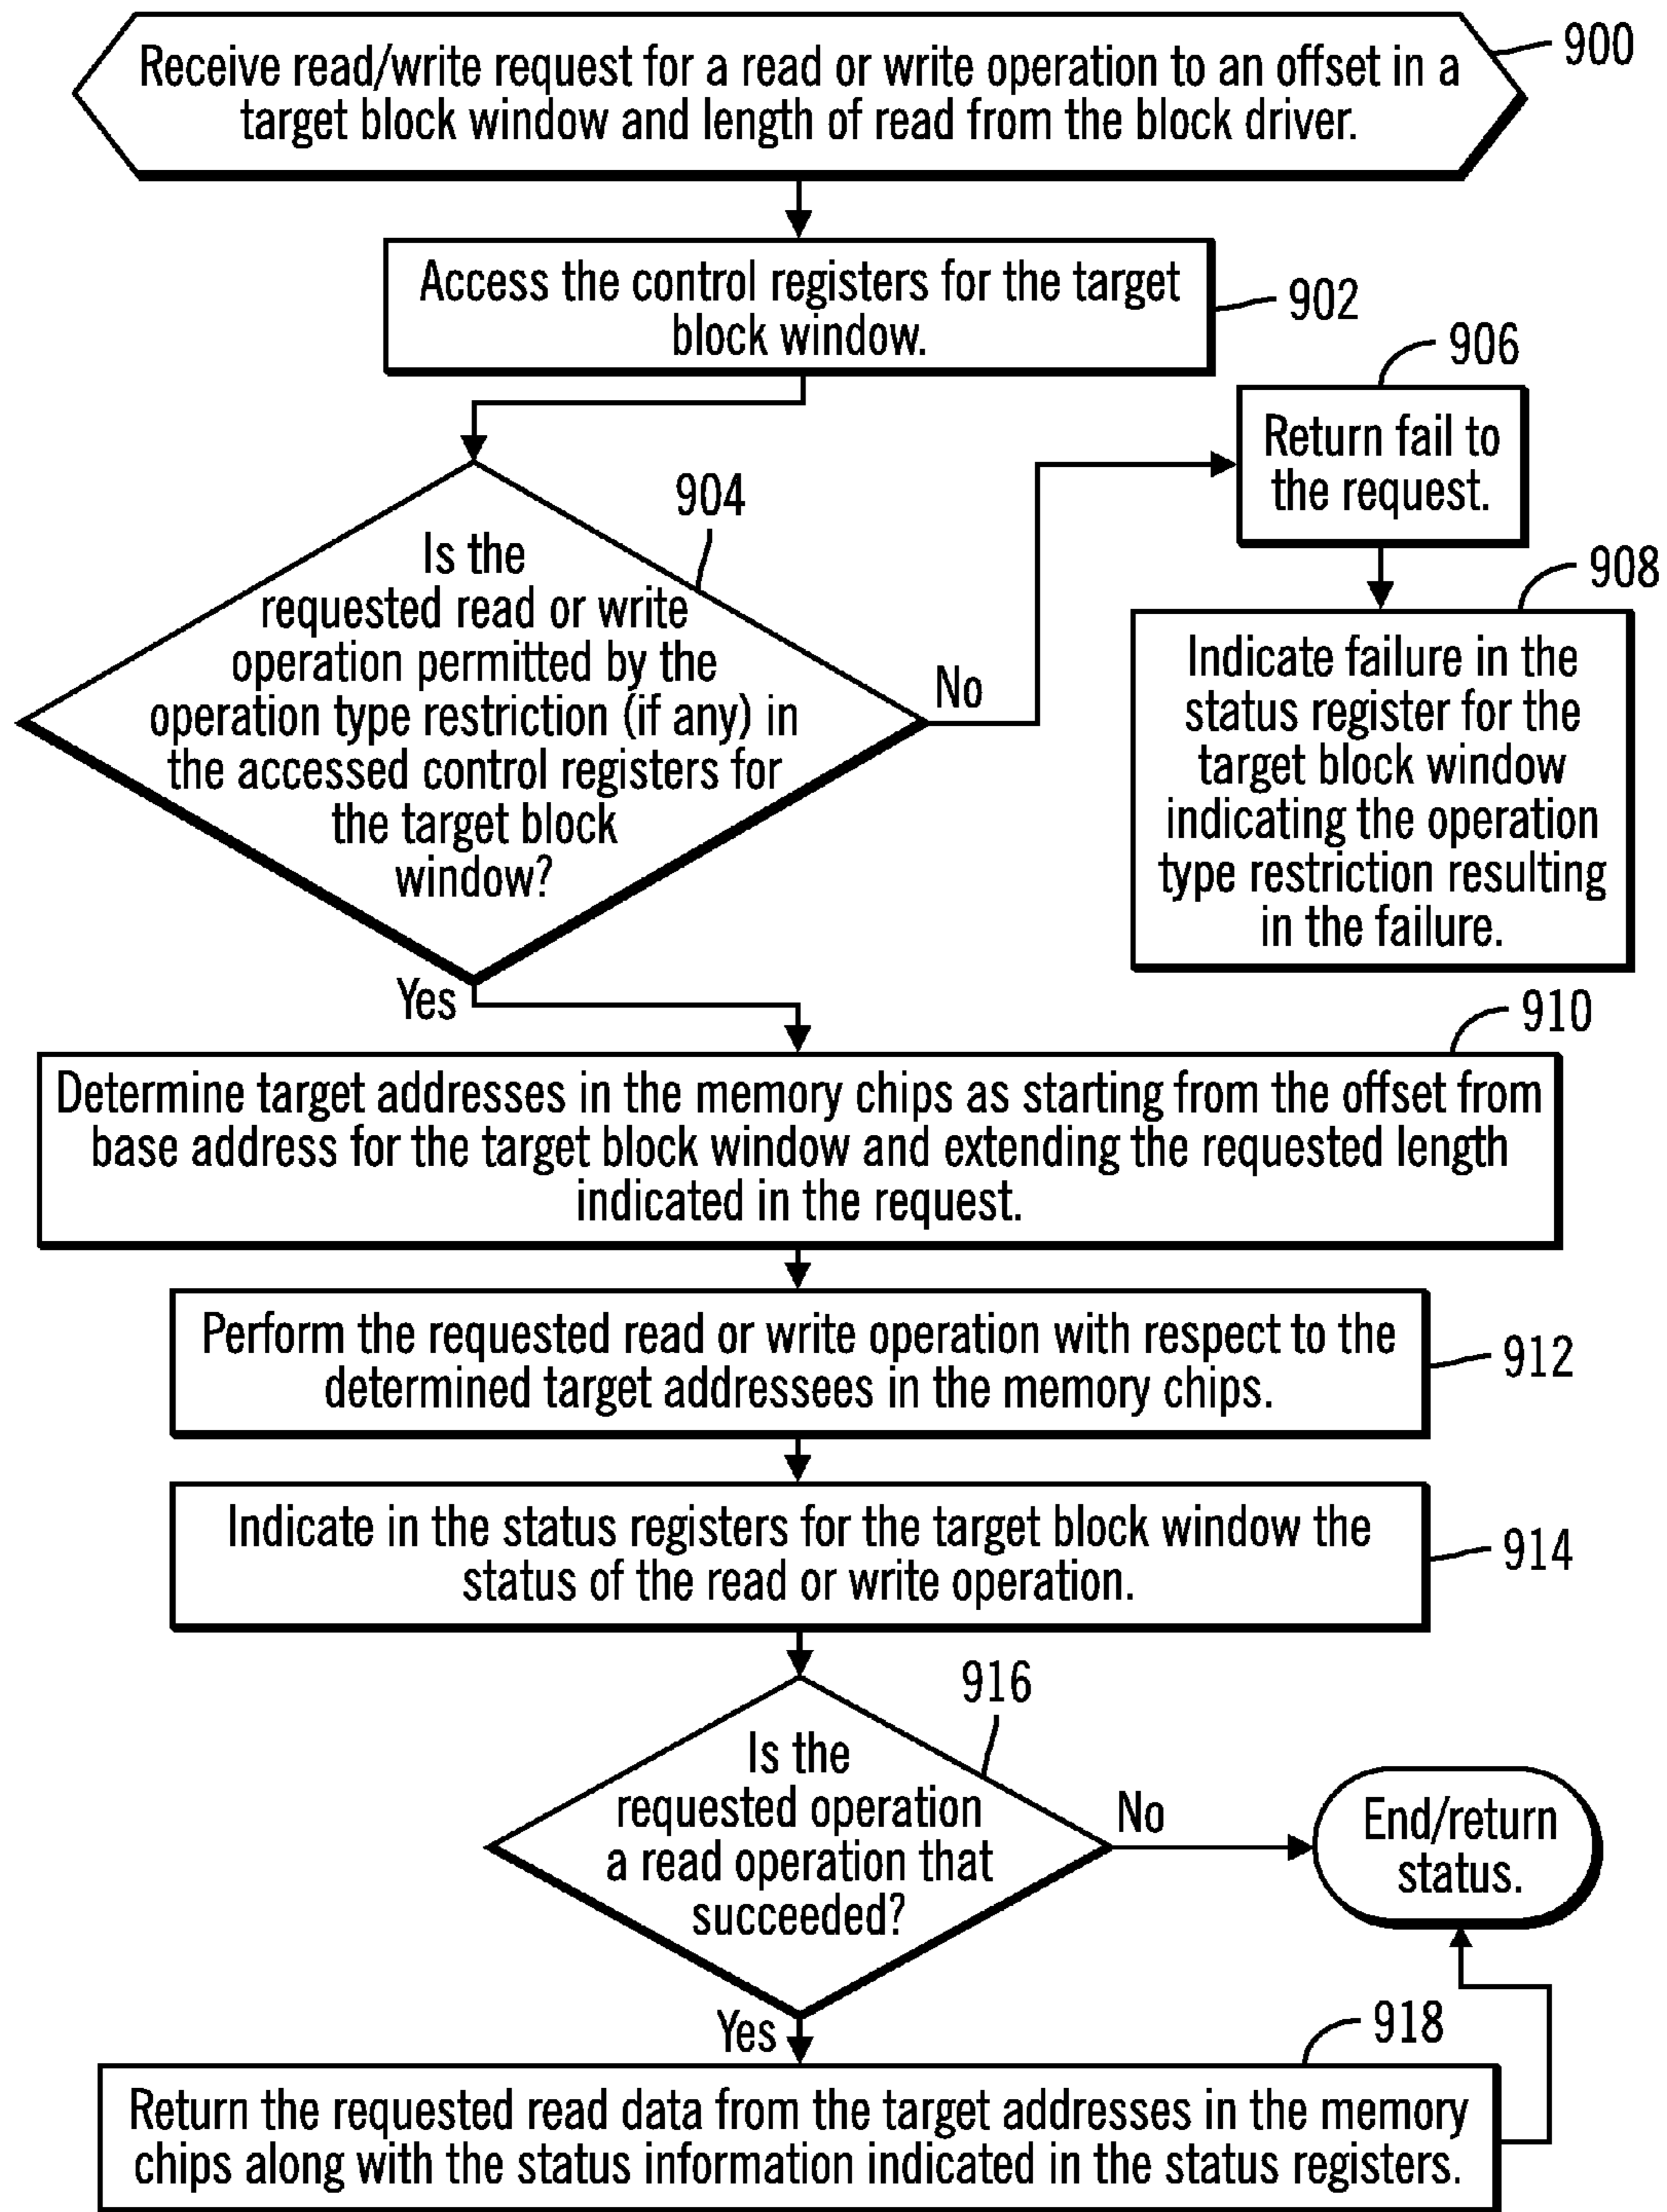 Receive read/write request for a read or write operation to an offset in a
target block window and length of read from the block driver.
900
Access the control registers for the target
block window.
902
906
Return fail to
the request.
904
Is the
requested read or write
operation permitted by the
operation type restriction (if any) in
the accessed control registers for
the target block
window?
No
908
Indicate failure in the
status register for the
target block window
indicating the operation
type restriction resulting
in the failure.
Yes
910
Determine target addresses in the memory chips as starting from the offset from
base address for the target block window and extending the requested length
indicated in the request.
Perform the requested read or write operation with respect to the
determined target addressees in the memory chips.
912
Indicate in the status registers for the target block window the
status of the read or write operation.
914
916
Is the
requested operation
a read operation that
succeeded?
No
End/return
status.
Yes
918
Return the requested read data from the target addresses in the memory
chips along with the status information indicated in the status registers.